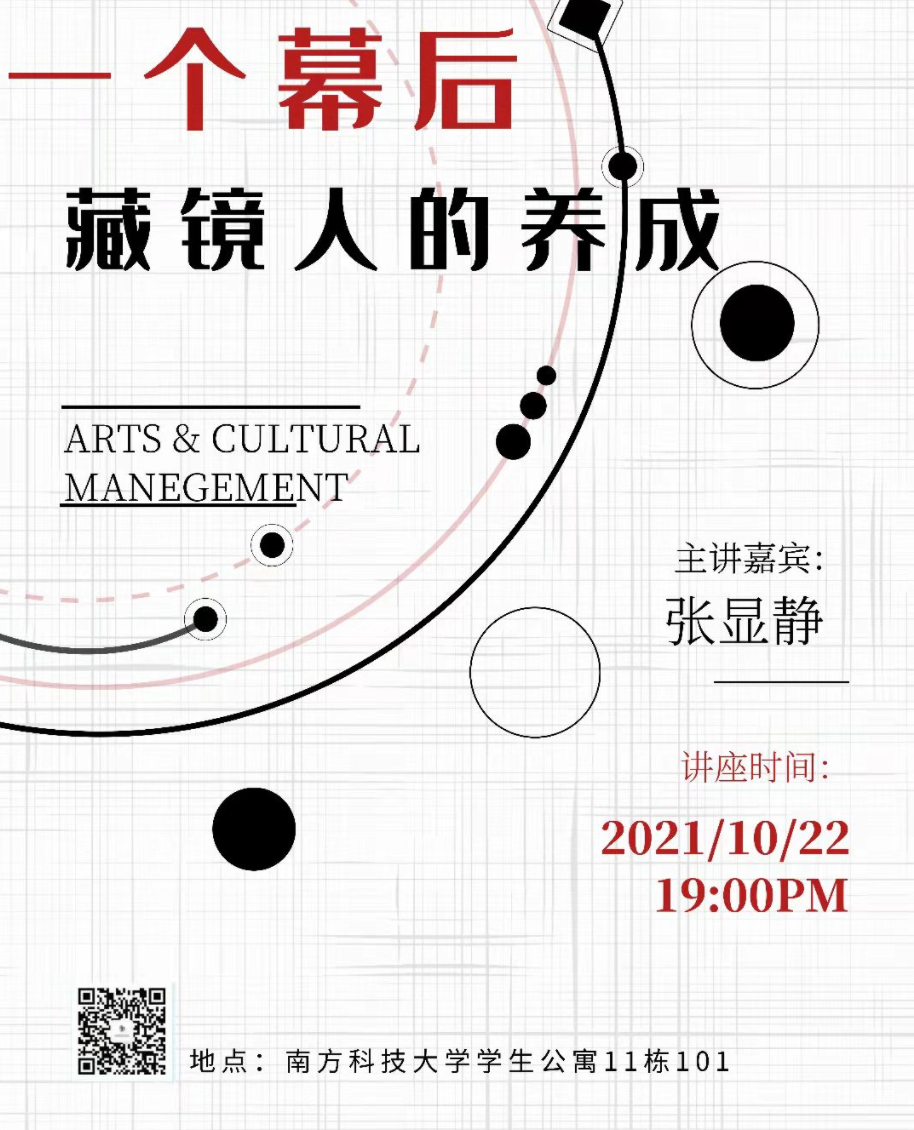 一个幕后
藏镜人的养成
ARTS & CULTURAL
MANEGEMENT
主讲嘉宾：
张显静
讲座时间：
2021/10/22
19:00PM
地点：南方科技大学学生公寓11栋101